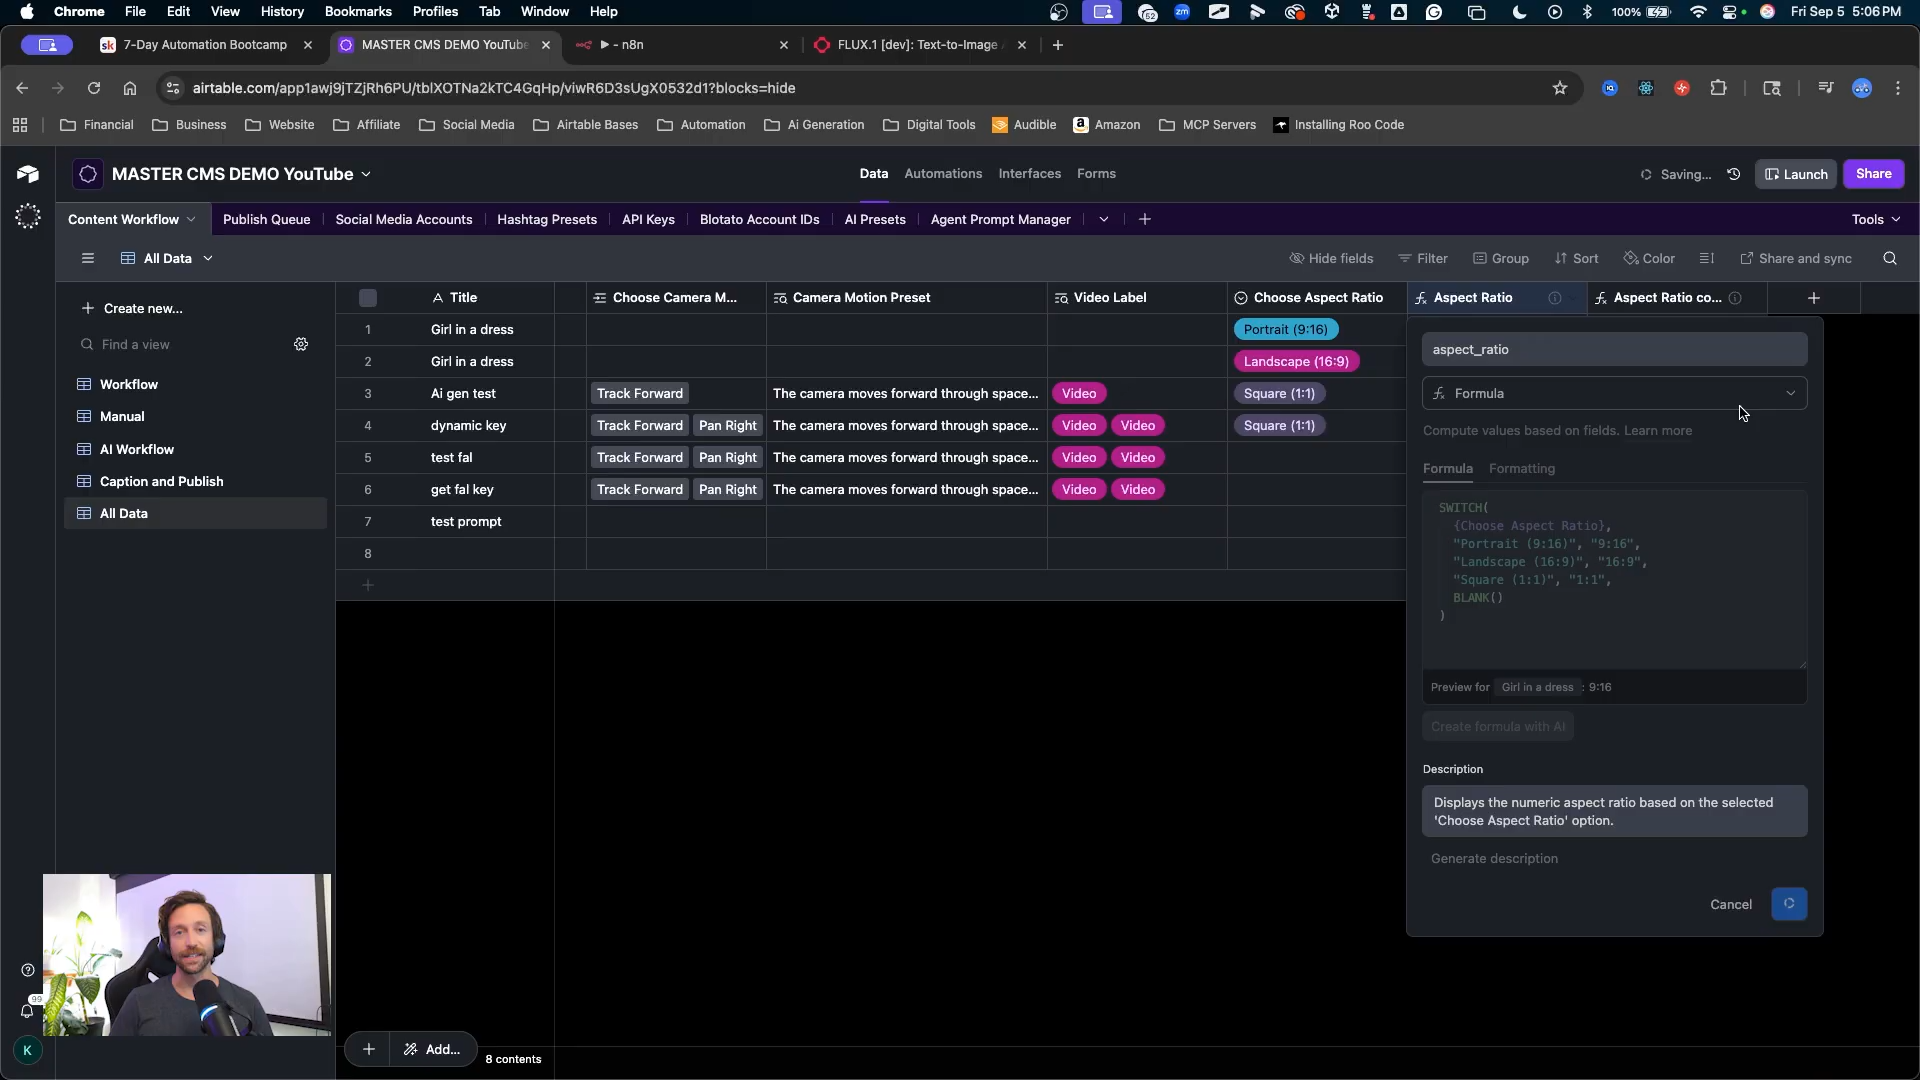 Chrome File Edit View History Bookmarks Profiles Tab Window Help 52 100% Fri Sep 5 5:06 PM
7-Day Automation Bootcamp
MASTER CMS DEMO YouTube
- n8n
FLUX.1 [dev]: Text-to-Image
airtable.com/app1awj9jTZjRh6PU/tblXOTNa2kTC4GqHp/viwR6D3sUgX0532d1?blocks=hide
Financial Business Website Affiliate Social Media Airtable Bases Automation Ai Generation Digital Tools Audible Amazon MCP Servers Installing Roo Code
MASTER CMS DEMO YouTube
Data Automations Interfaces Forms
Saving... Launch Share
Content Workflow Publish Queue Social Media Accounts Hashtag Presets API Keys Blotato Account IDs AI Presets Agent Prompt Manager Tools
All Data
Hide fields Filter Group Sort Color Share and sync
Create new...
Find a view
Workflow
Manual
AI Workflow
Caption and Publish
All Data
Title Choose Camera M... Camera Motion Preset Video Label Choose Aspect Ratio Aspect Ratio Aspect Ratio co...
1 Girl in a dress Portrait (9:16)
2 Girl in a dress Landscape (16:9)
3 Ai gen test Track Forward The camera moves forward through space... Video Square (1:1)
4 dynamic key Track Forward Pan Right The camera moves forward through space... Video Video Square (1:1)
5 test fal Track Forward Pan Right The camera moves forward through space... Video Video
6 get fal key Track Forward Pan Right The camera moves forward through space... Video Video
7 test prompt
8
aspect_ratio
Formula
Compute values based on fields. Learn more
Formula Formatting
SWITCH(
{Choose Aspect Ratio},
"Portrait (9:16)", "9:16",
"Landscape (16:9)", "16:9",
"Square (1:1)", "1:1",
BLANK()
)
Preview for Girl in a dress : 9:16
Create formula with AI
Description
Displays the numeric aspect ratio based on the selected
'Choose Aspect Ratio' option.
Generate description
Cancel
99
K
Add...
8 contents